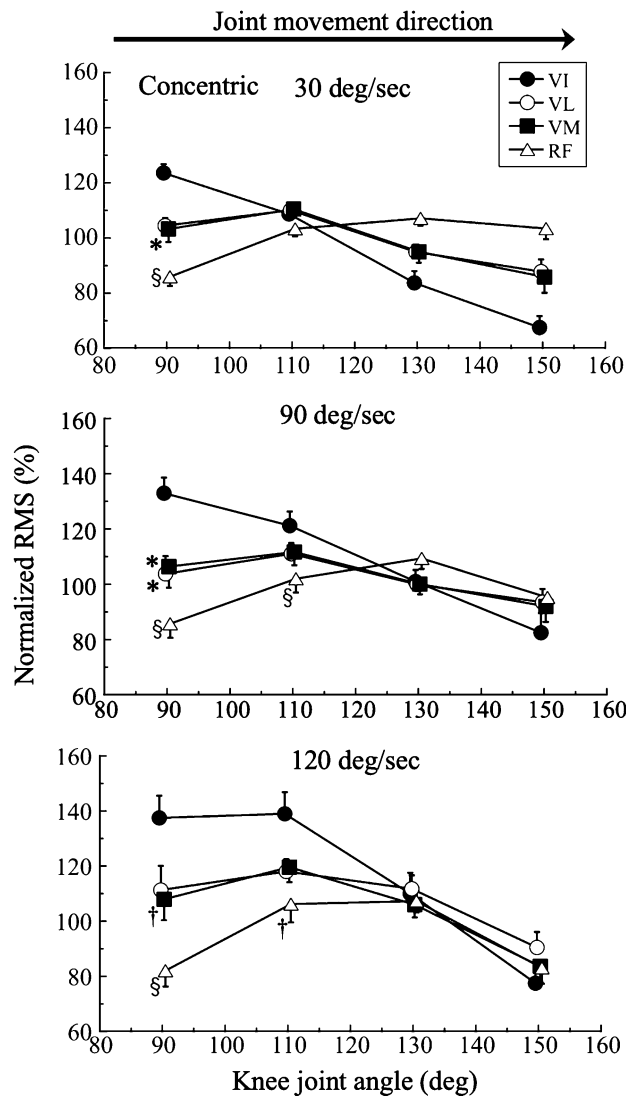 Joint movement direction
Concentric 30 deg/sec
VI
VL
VM
RF
160
140
120
100
80
60
*
§
80 90 100 110 120 130 140 150 160
90 deg/sec
160
140
120
100
80
60
*
*
§
§
80 90 100 110 120 130 140 150 160
Normalized RMS (%)
120 deg/sec
160
140
120
100
80
60
†
†
§
80 90 100 110 120 130 140 150 160
Knee joint angle (deg)